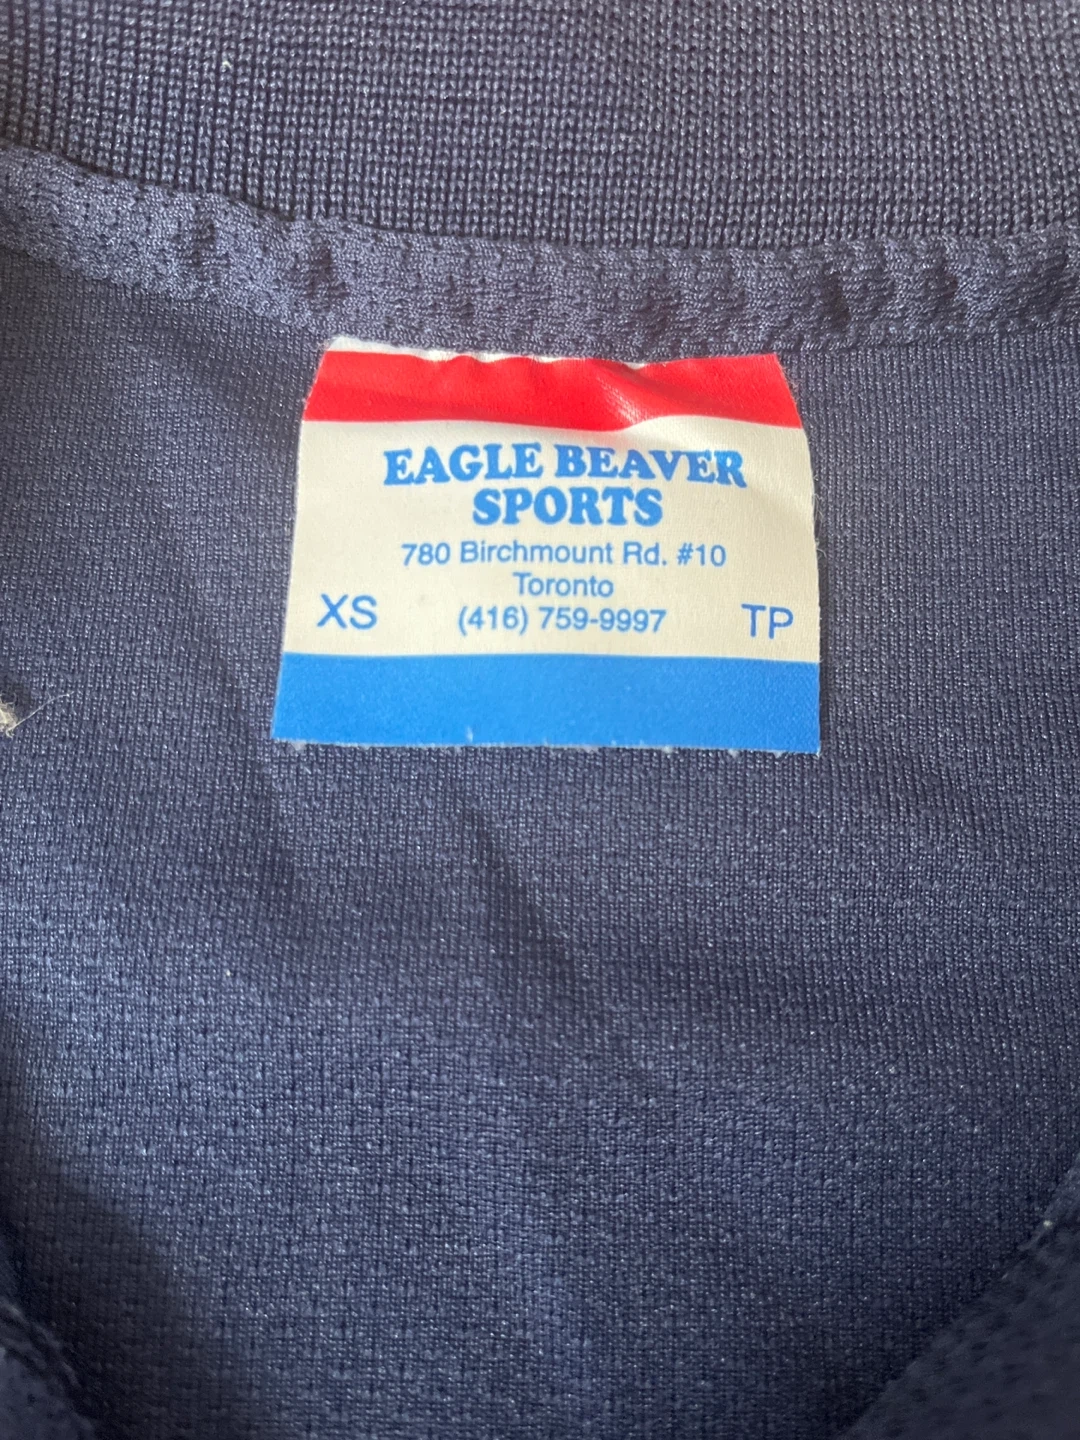 EAGLE BEAVER
SPORTS
780 Birchmount Rd. #10
Toronto
XS (416) 759-9997 TP